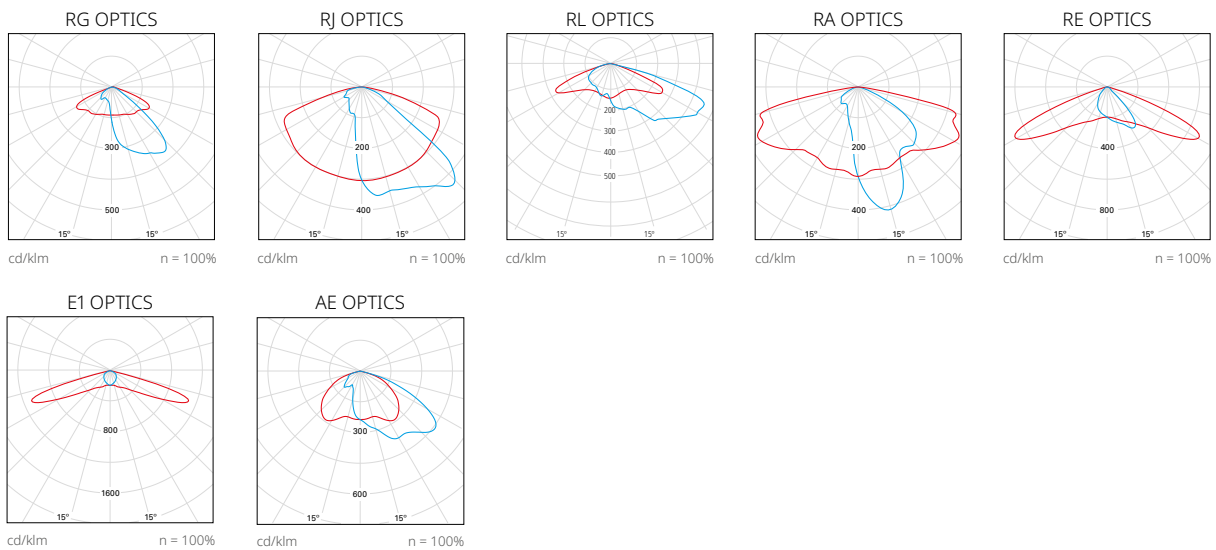 RG OPTICS
300
500
15° 15°
cd/klm n = 100%
RJ OPTICS
200
400
15° 15°
cd/klm n = 100%
RL OPTICS
200
300
400
500
15° 15°
cd/klm n = 100%
RA OPTICS
200
400
15° 15°
cd/klm n = 100%
RE OPTICS
400
800
15° 15°
cd/klm n = 100%
E1 OPTICS
800
1600
15° 15°
cd/klm n = 100%
AE OPTICS
300
600
15° 15°
cd/klm n = 100%